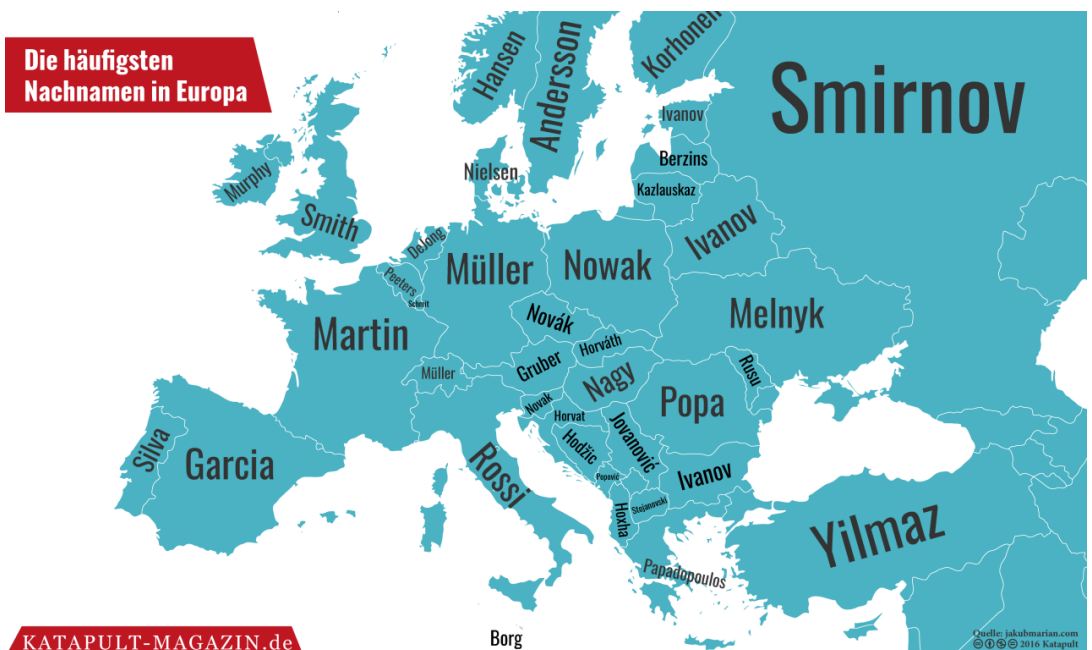 Die häufigsten
Nachnamen in Europa
Hansen
Andersson
Korhonen
Smirnov
Ivanov
Berzins
Kazlauskaz
Nielsen
Murphy
Smith
DeJong
Peeters
Schmit
Müller
Nowak
Ivanov
Melnyk
Martin
Novák
Horváth
Gruber
Müller
Nagy
Rusu
Popa
Novak
Horvat
Silva
Garcia
Rossi
Hodžic
Jovanović
Popović
Ivanov
Hoxha
Stojanovski
Yilmaz
Papadopoulos
Borg
KATAPULT-MAGAZIN.de
Quelle: jakubmarian.com
2016 Katapult